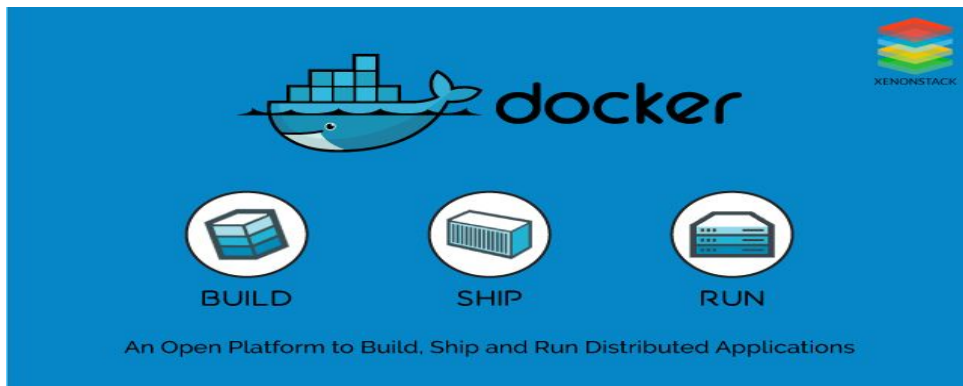 XENONSTACK
docker
BUILD
SHIP
RUN
An Open Platform to Build, Ship and Run Distributed Applications